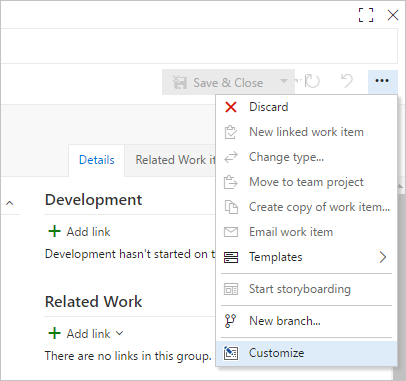 Save & Close
Details
Related Work it
Discard
New linked work item
Change type...
Move to team project
Create copy of work item...
Email work item
Templates
Start storyboarding
New branch...
Customize
Development
Add link
Development hasn't started on t
Related Work
Add link
There are no links in this group.